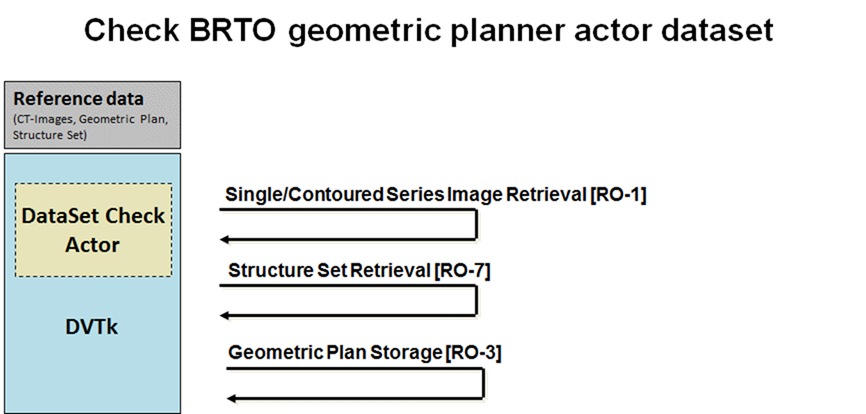 Check BRTO geometric planner actor dataset
Reference data
(CT-Images, Geometric Plan,
Structure Set)
DataSet Check
Actor
DVTk
Single/Contoured Series Image Retrieval [RO-1]
Structure Set Retrieval [RO-7]
Geometric Plan Storage [RO-3]